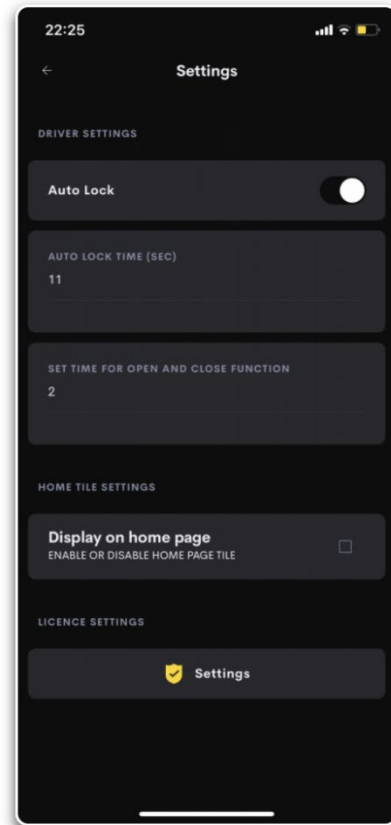 22:25
Settings
DRIVER SETTINGS
Auto Lock
AUTO LOCK TIME (SEC)
11
SET TIME FOR OPEN AND CLOSE FUNCTION
2
HOME TILE SETTINGS
Display on home page
ENABLE OR DISABLE HOME PAGE TILE
LICENCE SETTINGS
Settings